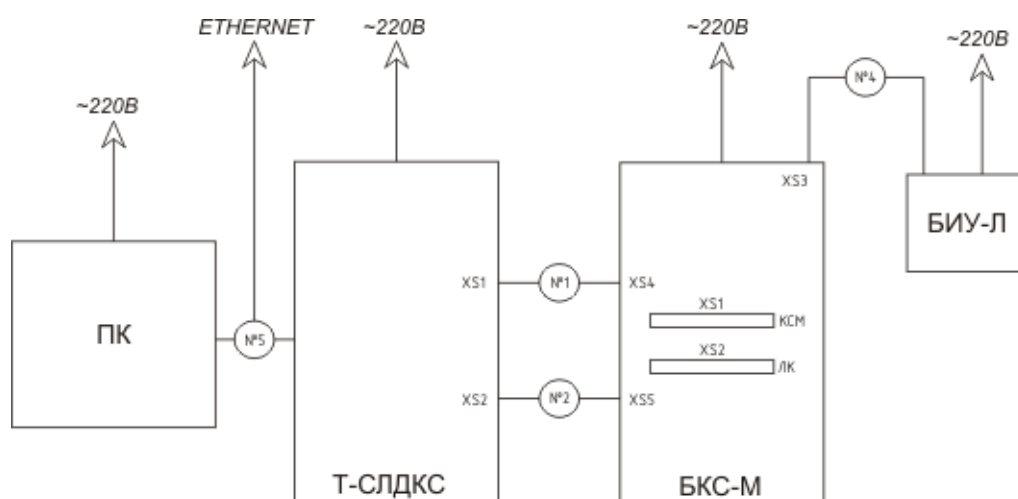 ETHERNET
~220В
~220В
~220В
~220В
№4
XS3
БИУ-Л
XS1
№1
XS4
XS1
КСМ
ПК
№5
XS2
ЛК
XS2
№2
XS5
Т-СЛДКС
БКС-М